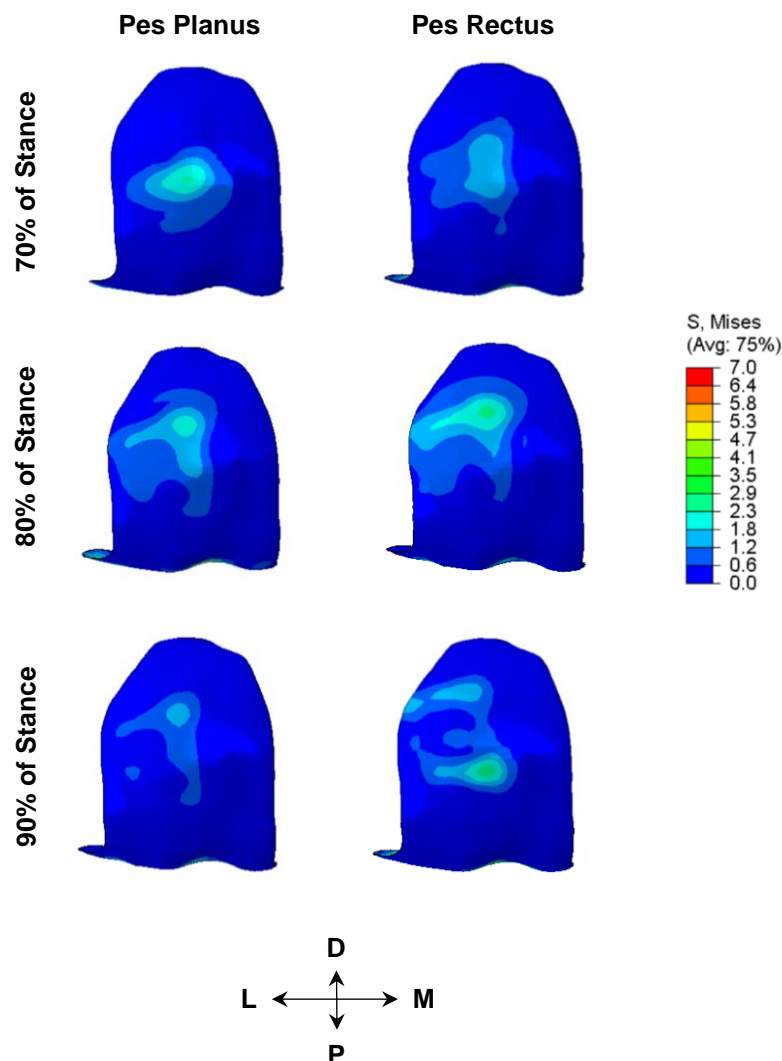 Pes Planus Pes Rectus
70% of Stance
80% of Stance
90% of Stance
S, Mises
(Avg: 75%)
7.0
6.4
5.8
5.3
4.7
4.1
3.5
2.9
2.3
1.8
1.2
0.6
0.0
D
L M
P